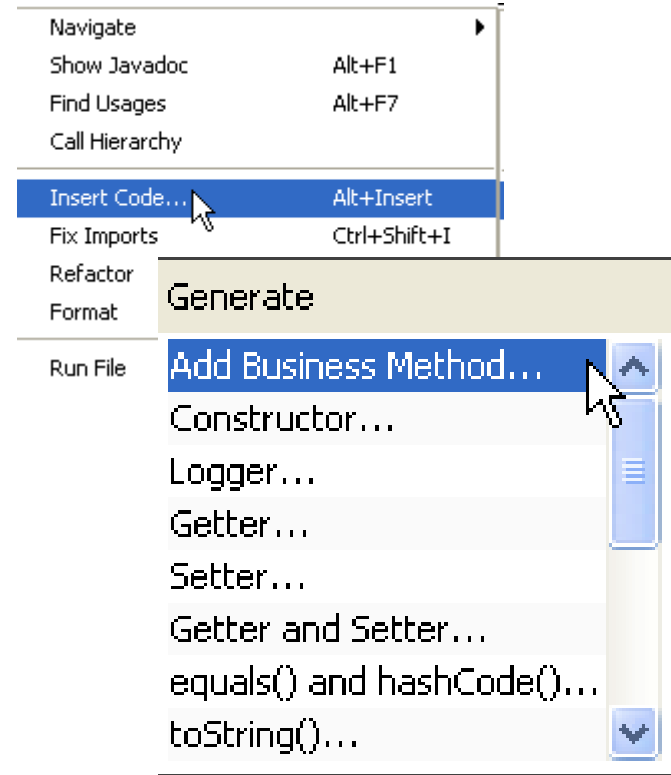 Navigate
Show Javadoc Alt+F1
Find Usages Alt+F7
Call Hierarchy
Insert Code... Alt+Insert
Fix Imports Ctrl+Shift+I
Refactor
Format
Run File
Generate
Add Business Method...
Constructor...
Logger...
Getter...
Setter...
Getter and Setter...
equals() and hashCode()...
toString()...